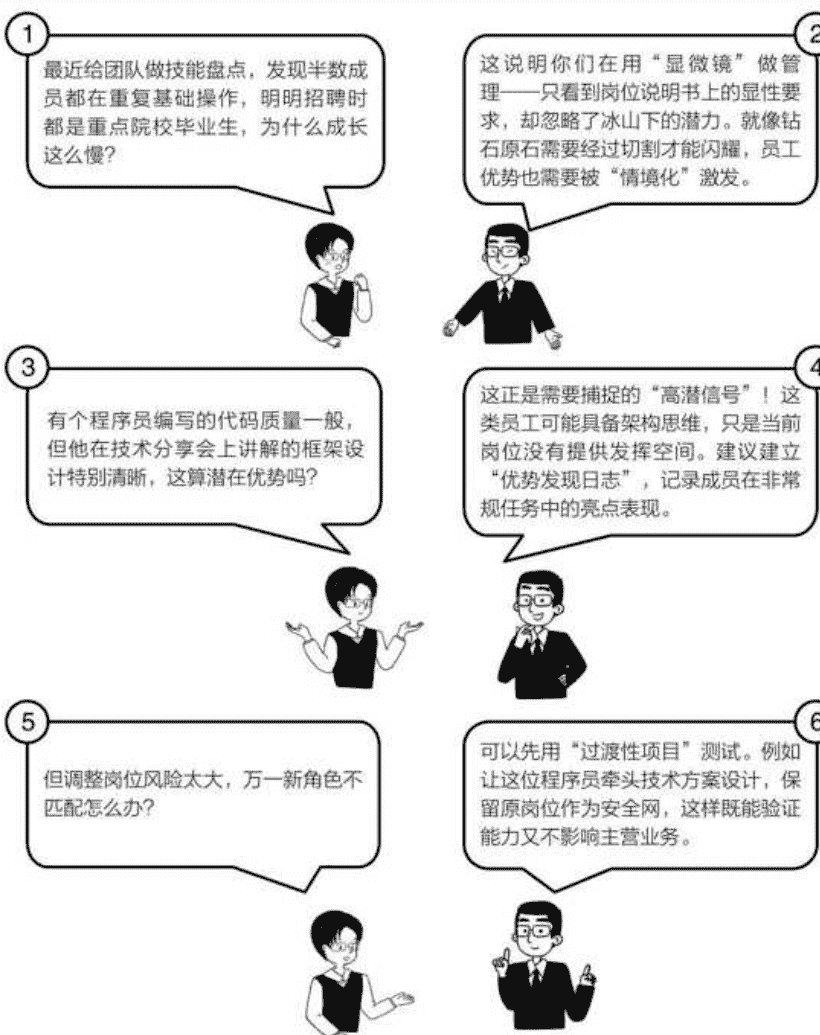 1
最近给团队做技能盘点，发现半数成
员都在重复基础操作，明明招聘时
都是重点院校毕业生，为什么成长
这么慢？
2
这说明你们在用“显微镜”做管
理——只看到岗位说明书上的显性要
求，却忽略了冰山下的潜力。就像钻
石原石需要经过切割才能闪耀，员工
优势也需要被“情境化”激发。
3
有个程序员编写的代码质量一般，
但他在技术分享会上讲解的框架设
计特别清晰，这算潜在优势吗？
4
这正是需要捕捉的“高潜信号”！这
类员工可能具备架构思维，只是当前
岗位没有提供发挥空间。建议建立
“优势发现日志”，记录成员在非常
规任务中的亮点表现。
5
但调整岗位风险太大，万一新角色不
匹配怎么办？
6
可以先用“过渡性项目”测试。例如
让这位程序员牵头技术方案设计，保
留原岗位作为安全网，这样既能验证
能力又不影响主营业务。